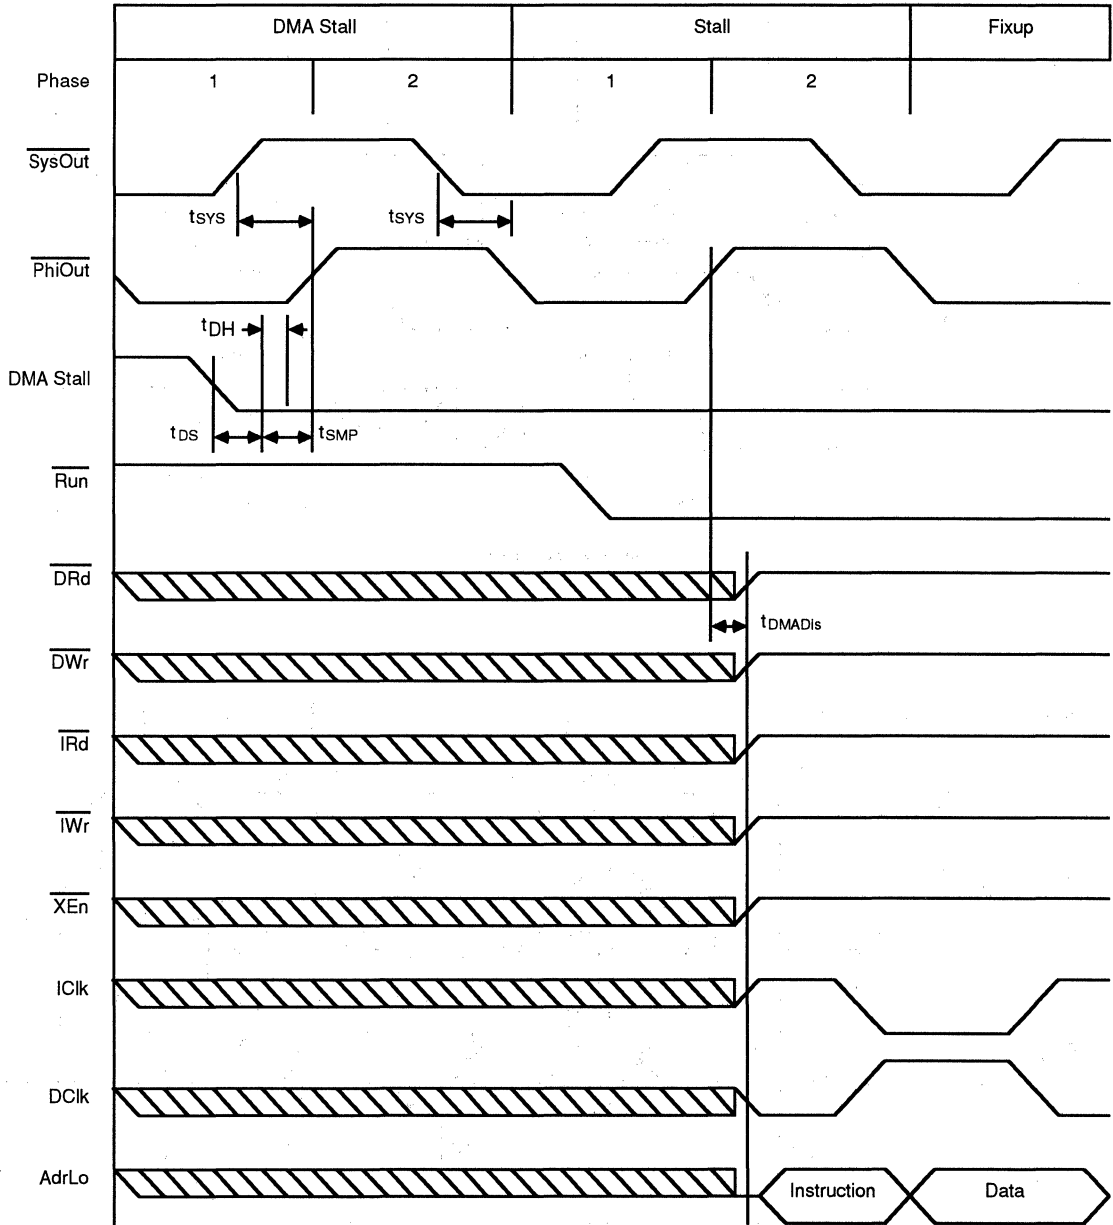 DMA Stall Stall Fixup
Phase 1 2 1 2
SysOut
tSYS tSYS
PhiOut
tDH
DMA Stall
tDS tSMP
Run
DRd
tDMADis
DWr
IRd
IWr
XEn
IClk
DClk
AdrLo Instruction Data